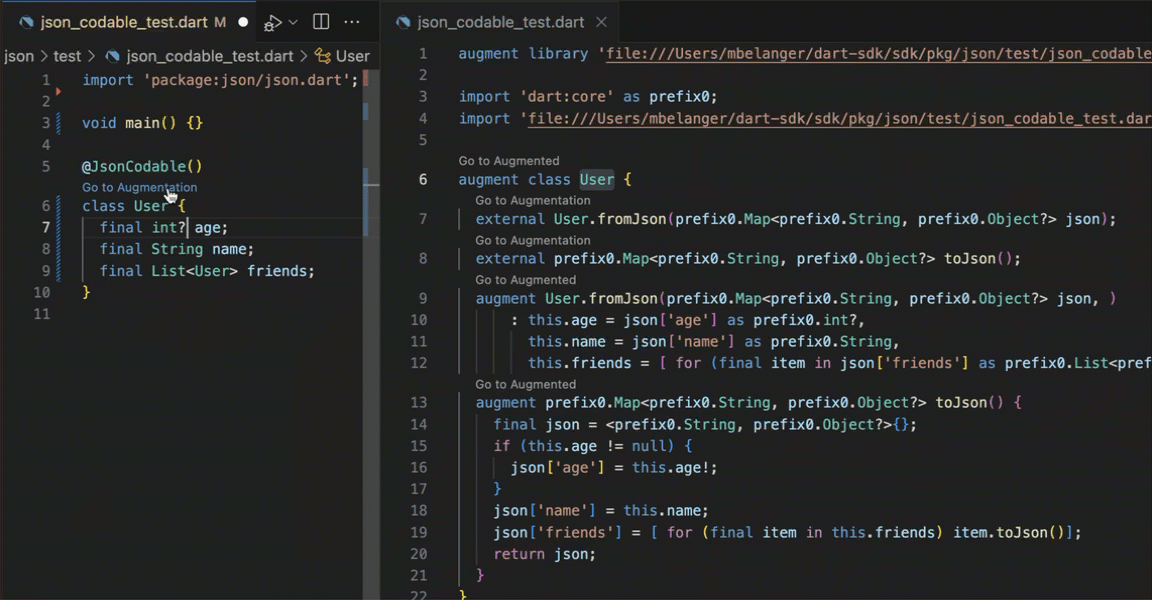 json_codable_test.dart M
json > test > json_codable_test.dart > User
1 import 'package:json/json.dart';
2
3 void main() {}
4
5 @JsonCodable()
Go to Augmentation
6 class User {
7 final int? age;
8 final String name;
9 final List<User> friends;
10 }
11
json_codable_test.dart
1 augment library 'file:///Users/mbelanger/dart-sdk/sdk/pkg/json/test/json_codable
2
3 import 'dart:core' as prefix0;
4 import 'file:///Users/mbelanger/dart-sdk/sdk/pkg/json/test/json_codable_test.dar
5
Go to Augmented
6 augment class User {
Go to Augmentation
7 external User.fromJson(prefix0.Map<prefix0.String, prefix0.Object?> json);
Go to Augmentation
8 external prefix0.Map<prefix0.String, prefix0.Object?> toJson();
Go to Augmented
9 augment User.fromJson(prefix0.Map<prefix0.String, prefix0.Object?> json, )
10 : this.age = json['age'] as prefix0.int?,
11 this.name = json['name'] as prefix0.String,
12 this.friends = [ for (final item in json['friends'] as prefix0.List<pref
Go to Augmented
13 augment prefix0.Map<prefix0.String, prefix0.Object?> toJson() {
14 final json = <prefix0.String, prefix0.Object?>{};
15 if (this.age != null) {
16 json['age'] = this.age!;
17 }
18 json['name'] = this.name;
19 json['friends'] = [ for (final item in this.friends) item.toJson()];
20 return json;
21 }
22 }